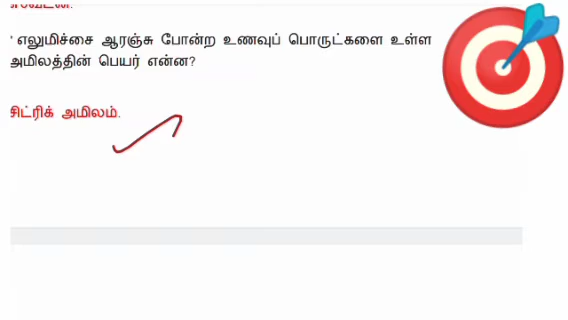 'எலுமிச்சை ஆரஞ்சு போன்ற உணவுப் பொருட்களை உள்ள
அமிலத்தின் பெயர் என்ன?
சிட்ரிக் அமிலம்.